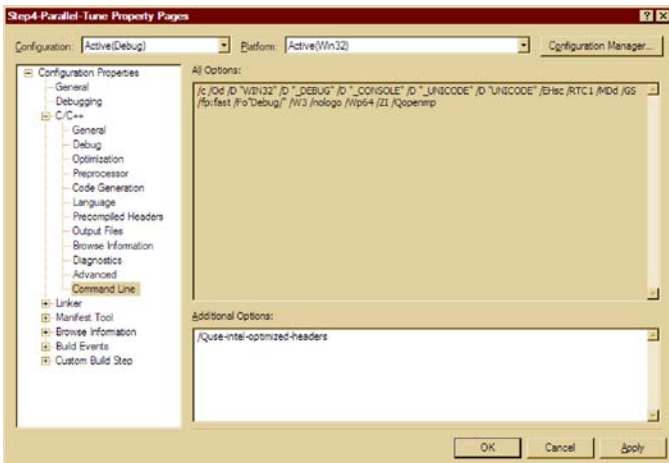 Step4-Parallel-Tune Property Pages
Configuration: Active(Debug) Platform: Active(Win32) Configuration Manager...
Configuration Properties
General
Debugging
C/C++
General
Debug
Optimization
Preprocessor
Code Generation
Language
Precompiled Headers
Output Files
Browse Information
Diagnostics
Advanced
Command Line
Linker
Manifest Tool
Browse Information
Build Events
Custom Build Step
All Options:
/c /Od /D "WIN32" /D "_DEBUG" /D "_CONSOLE" /D "_UNICODE" /D "UNICODE" /EHsc /RTC1 /MDd /GS
/fp:fast /Fo"Debug/" /W3 /nologo /Wp64 /ZI /Qopenmp
Additional Options:
/Quse-intel-optimized-headers
OK Cancel Apply